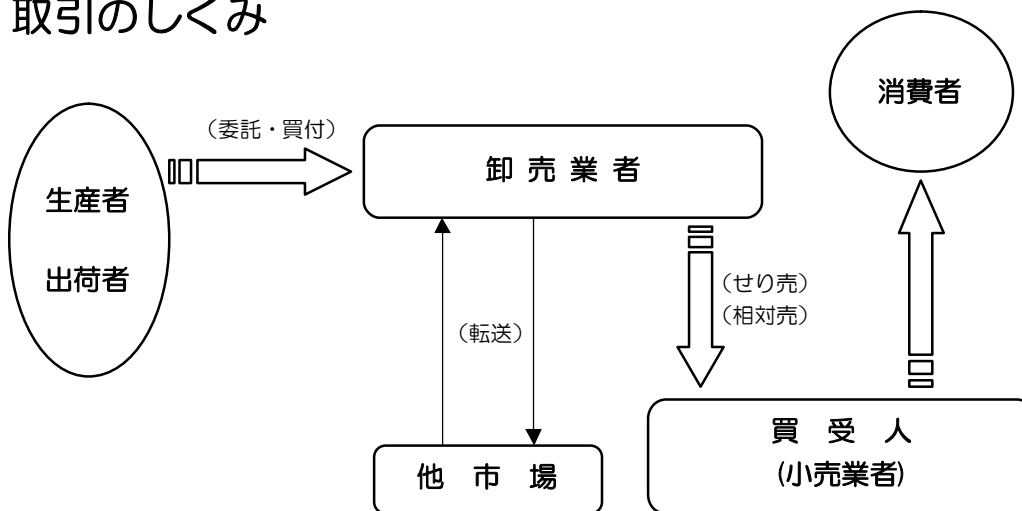 取引のしくみ
消費者
（委託・買付）
卸売業者
生産者
出荷者
（せり売）
（相対売）
（転送）
買受人
(小売業者)
他市場